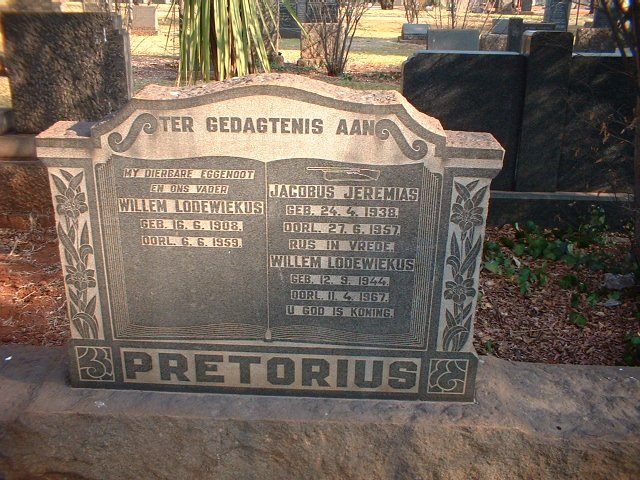 TER GEDAGTENIS AAN
MY DIERBARE EGGENOOT
EN ONS VADER
WILLEM LODEWIEKUS
GEB. 16. 6. 1908.
OORL. 6. 6. 1959.
JACOBUS JEREMIAS
GEB. 24. 4. 1938.
OORL. 27. 6. 1957
RUS IN VREDE.
WILLEM LODEWIEKUS
GEB. 12. 9. 1944.
OORL. 11. 4. 1967.
U GOD IS KONING.
PRETORIUS